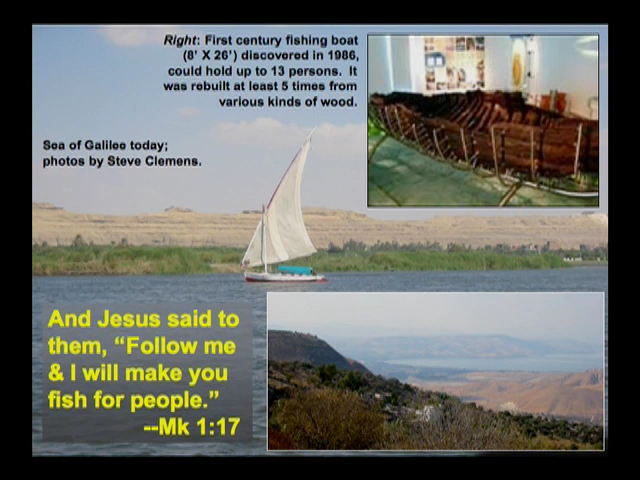 Right: First century fishing boat
(8' X 26') discovered in 1986,
could hold up to 13 persons. It
was rebuilt at least 5 times from
various kinds of wood.
Sea of Galilee today;
photos by Steve Clemens.
And Jesus said to
them, “Follow me
& I will make you
fish for people.”
--Mk 1:17